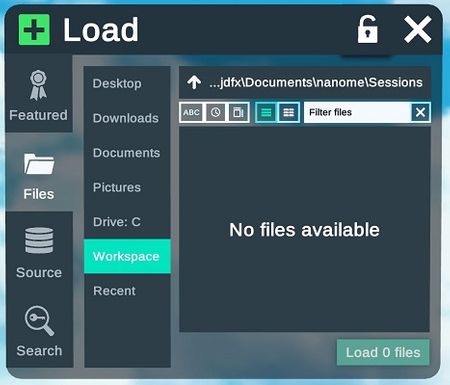 Load
Featured
Files
Source
Search
Desktop
Downloads
Documents
Pictures
Drive: C
Workspace
Recent
...jdfx\Documents\nanome\Sessions
ABC
Filter files
No files available
Load 0 files